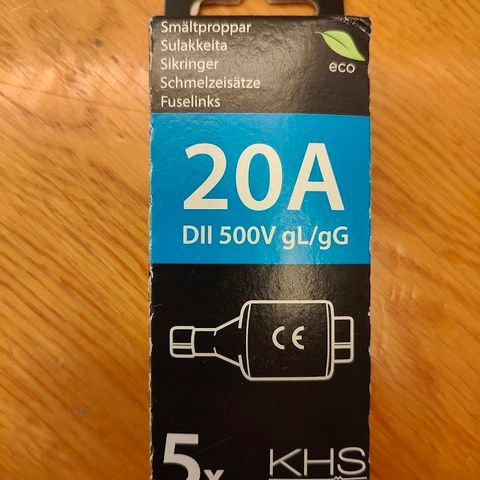 Smältproppar
Sulakkeita
Sikringer
Schmelzeisätze
Fuselinks
eco
20A
DII 500V gL/gG
CE
5x
KHS